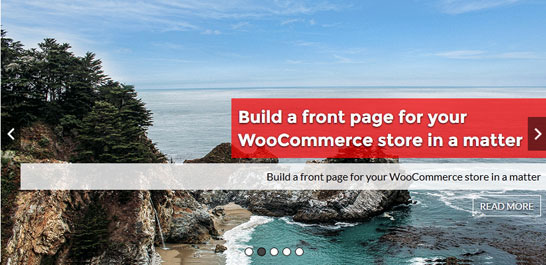 Build a front page for your
WooCommerce store in a matter
Build a front page for your WooCommerce store in a matter
READ MORE